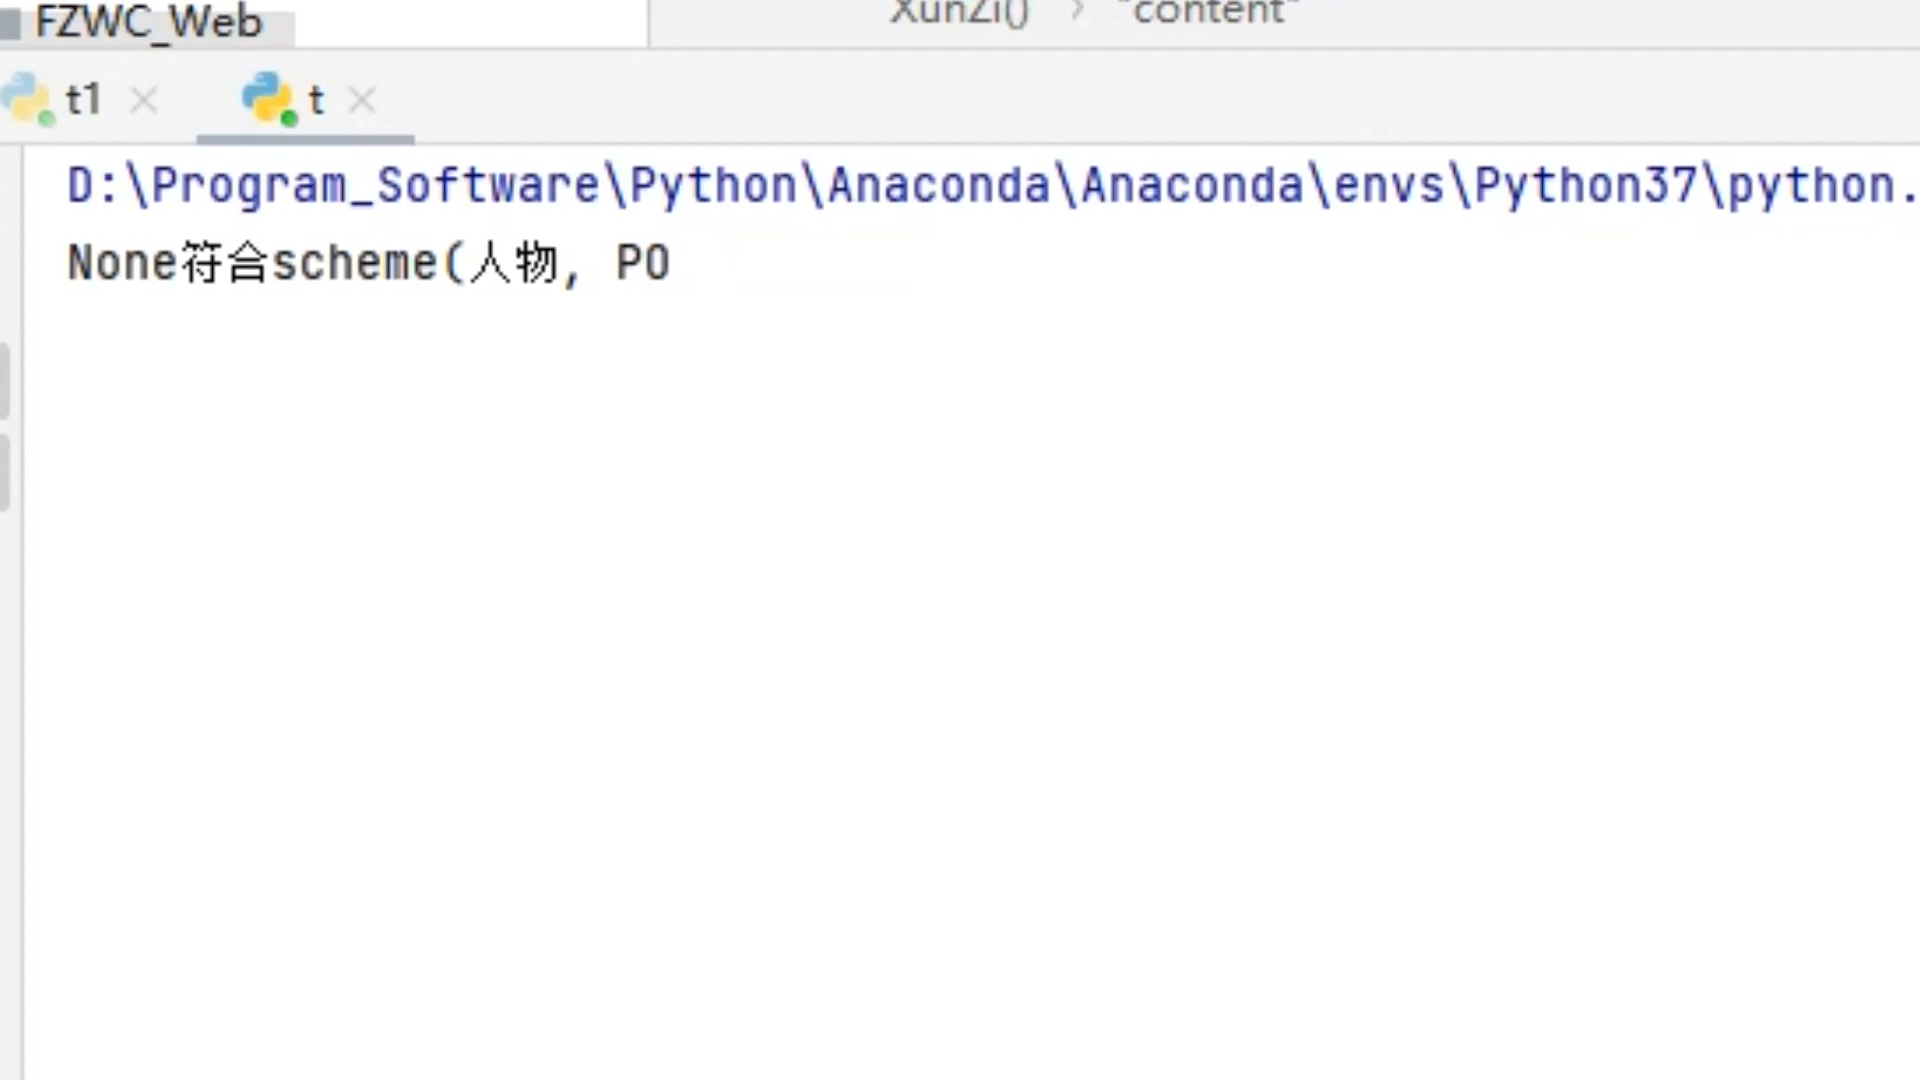 FZWC_Web
XunZi() › "content"
t1 t
D:\Program_Software\Python\Anaconda\Anaconda\envs\Python37\python.
None符合scheme(人物, PO